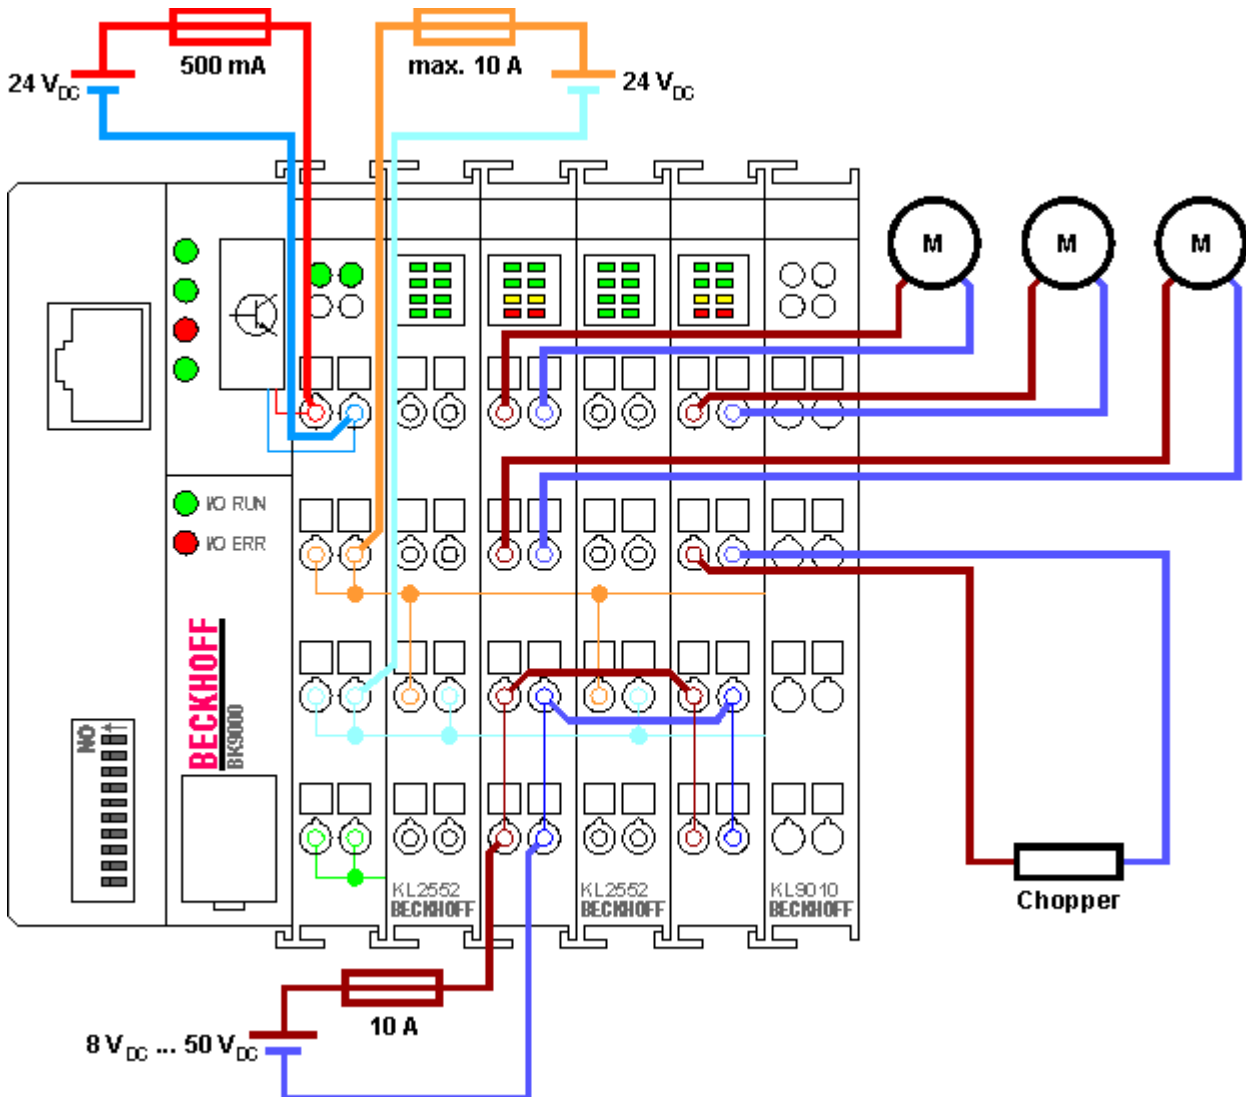 500 mA
max. 10 A
24 VDC
24 VDC
M
M
M
I/O RUN
I/O ERR
BECKHOFF
BK9000
ON
KL2552
BECKHOFF
KL2552
BECKHOFF
KL9010
BECKHOFF
Chopper
10 A
8 VDC ... 50 VDC